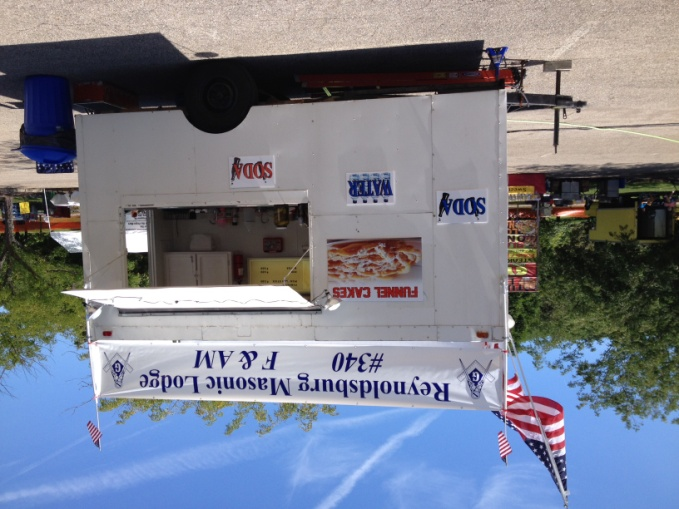 Reynoldsburg Masonic Lodge
#340
F & AM
G
G
FUNNEL CAKES
SODA
WATER
SODA